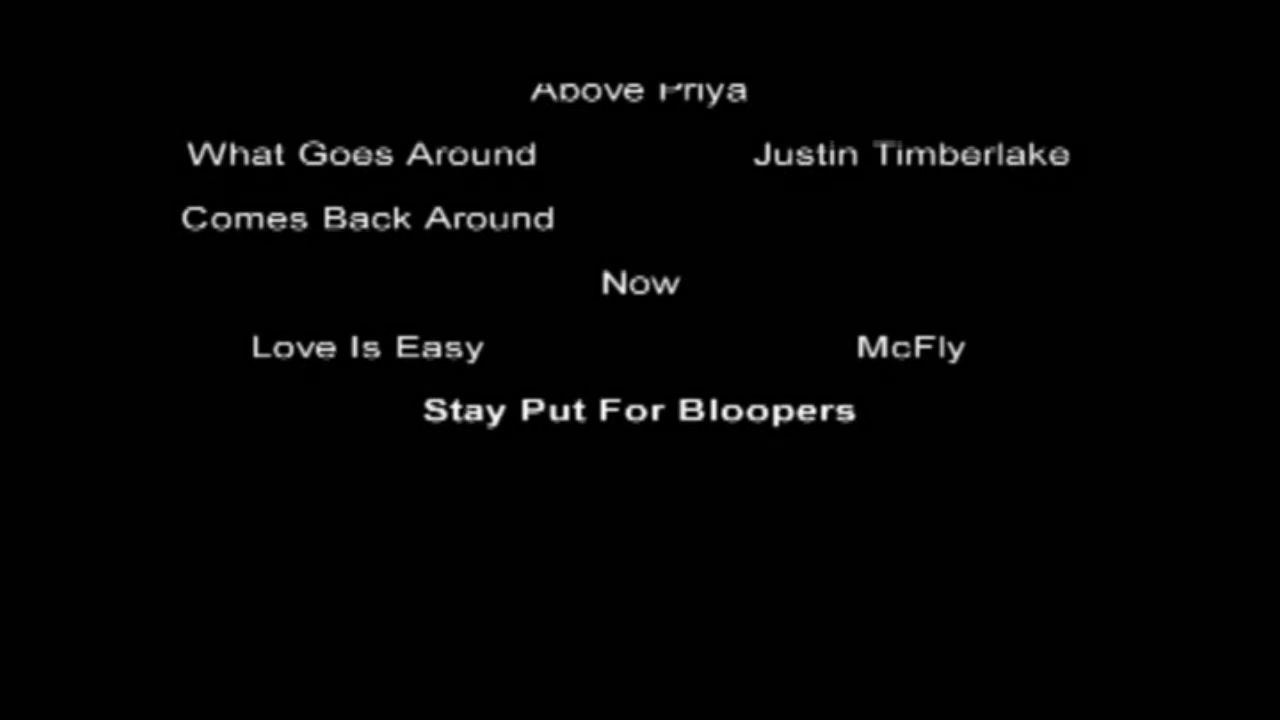 Above Priya
What Goes Around Justin Timberlake
Comes Back Around
Now
Love Is Easy McFly
Stay Put For Bloopers